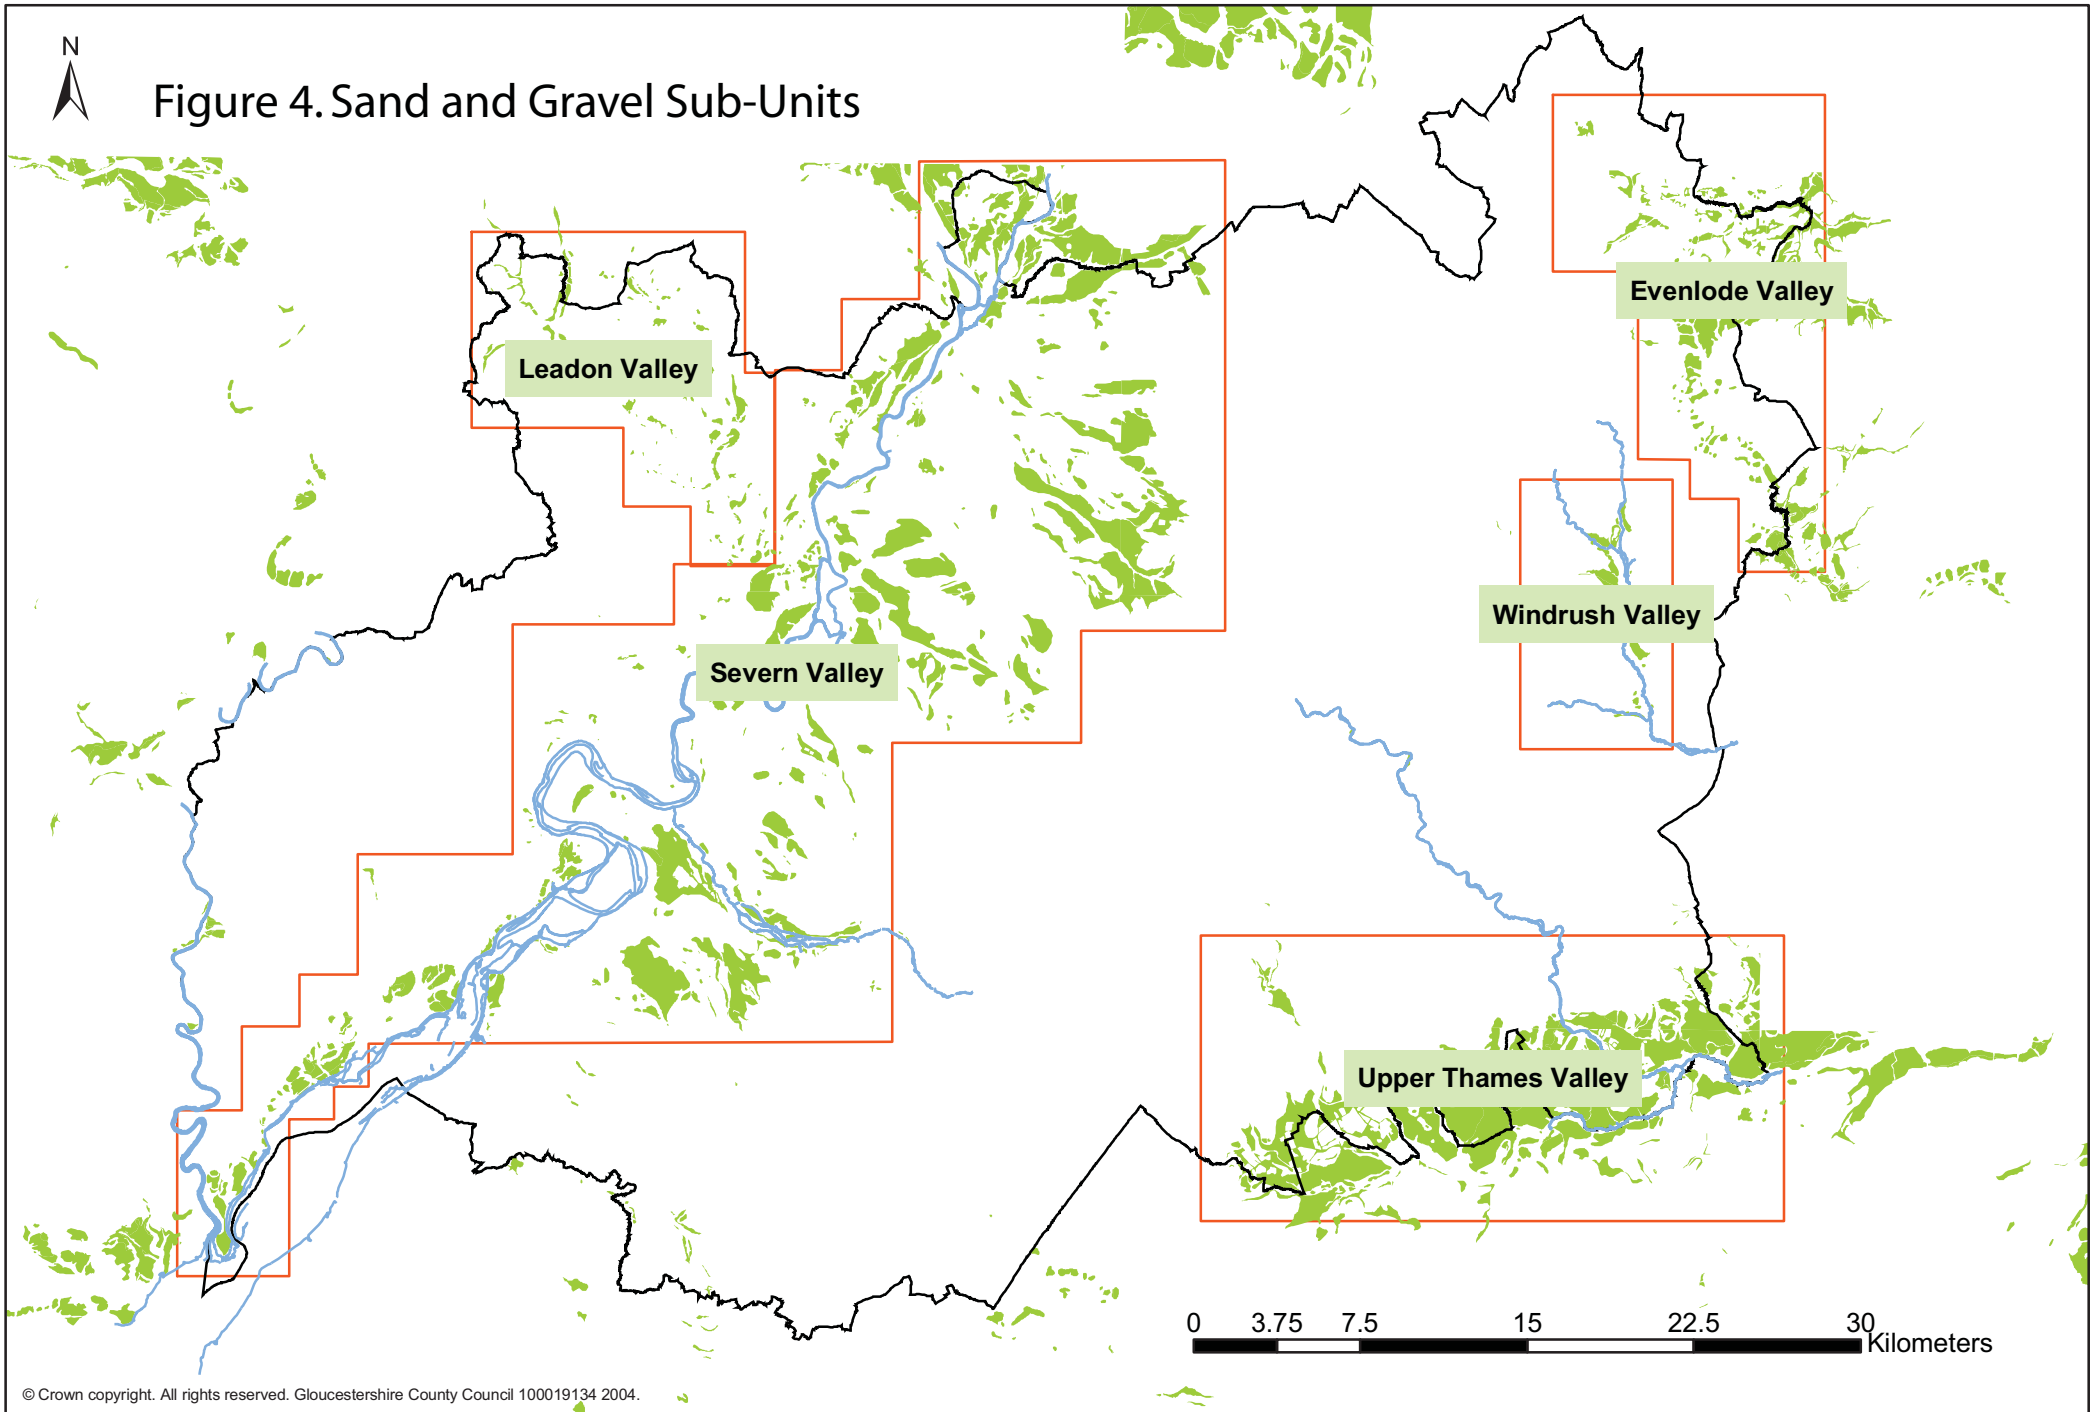 N
Figure 4. Sand and Gravel Sub-Units
Evenlode Valley
Leadon Valley
Windrush Valley
Severn Valley
Upper Thames Valley
0 3.75 7.5 15 22.5 30
Kilometers
© Crown copyright. All rights reserved. Gloucestershire County Council 100019134 2004.